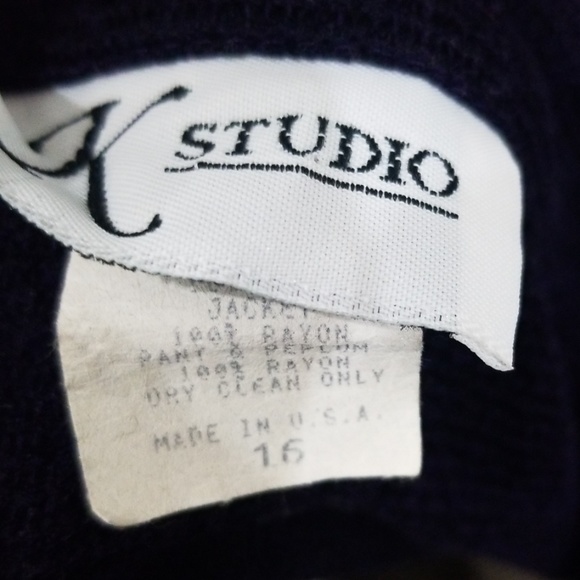 K STUDIO
JACKET
100% RAYON
PANT & PEPLUM
100% RAYON
DRY CLEAN ONLY
MADE IN U.S.A.
16